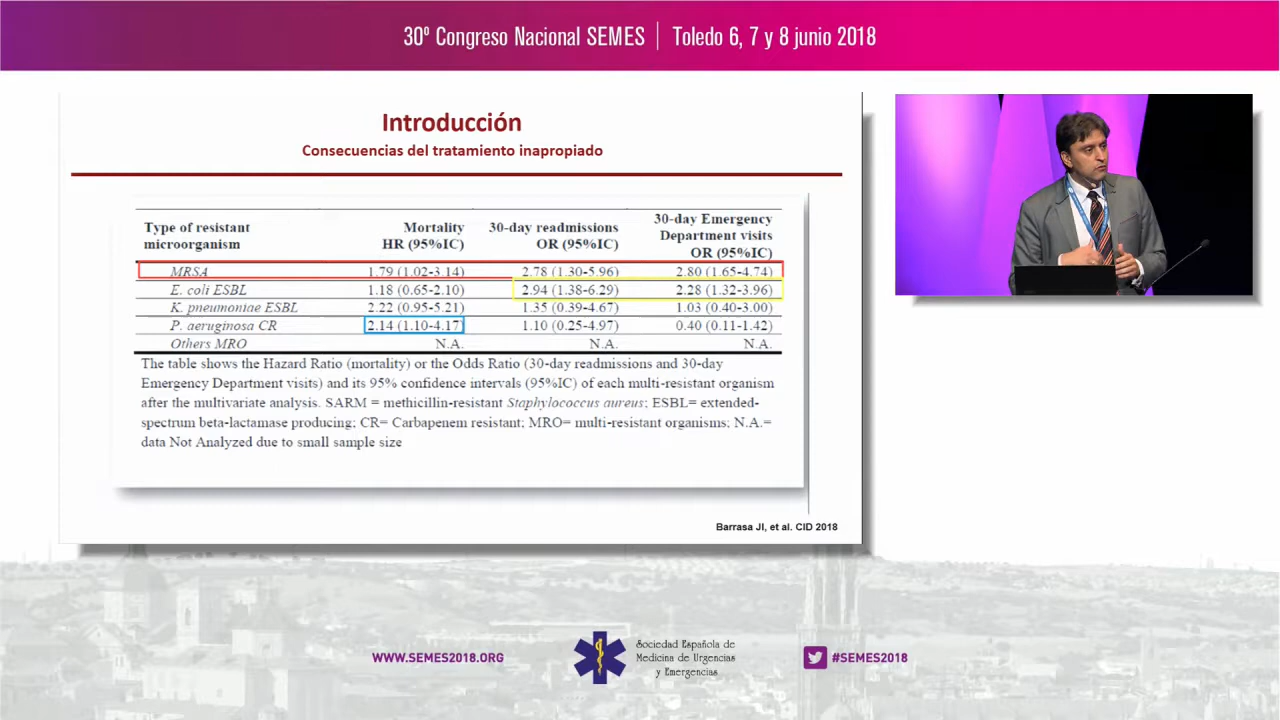 30º Congreso Nacional SEMES | Toledo 6, 7 y 8 junio 2018
Introducción
Consecuencias del tratamiento inapropiado
Type of resistant microorganism Mortality HR (95%IC) 30-day readmissions OR (95%IC) 30-day Emergency Department visits OR (95%IC)
MRSA 1.79 (1.02-3.14) 2.78 (1.30-5.96) 2.80 (1.65-4.74)
E. coli ESBL 1.18 (0.65-2.10) 2.94 (1.38-6.29) 2.28 (1.32-3.96)
K. pneumoniae ESBL 2.22 (0.95-5.21) 1.35 (0.39-4.67) 1.03 (0.40-3.00)
P. aeruginosa CR 2.14 (1.10-4.17) 1.10 (0.25-4.97) 0.40 (0.11-1.42)
Others MRO N.A. N.A. N.A.
The table shows the Hazard Ratio (mortality) or the Odds Ratio (30-day readmissions and 30-day
Emergency Department visits) and its 95% confidence intervals (95%IC) of each multi-resistant organism
after the multivariate analysis. SARM = methicillin-resistant Staphylococcus aureus; ESBL= extended-
spectrum beta-lactamase producing; CR= Carbapenem resistant; MRO= multi-resistant organisms; N.A.=
data Not Analyzed due to small sample size
Barrasa JI, et al. CID 2018
WWW.SEMES2018.ORG
Sociedad Española de
Medicina de Urgencias
y Emergencias
#SEMES2018